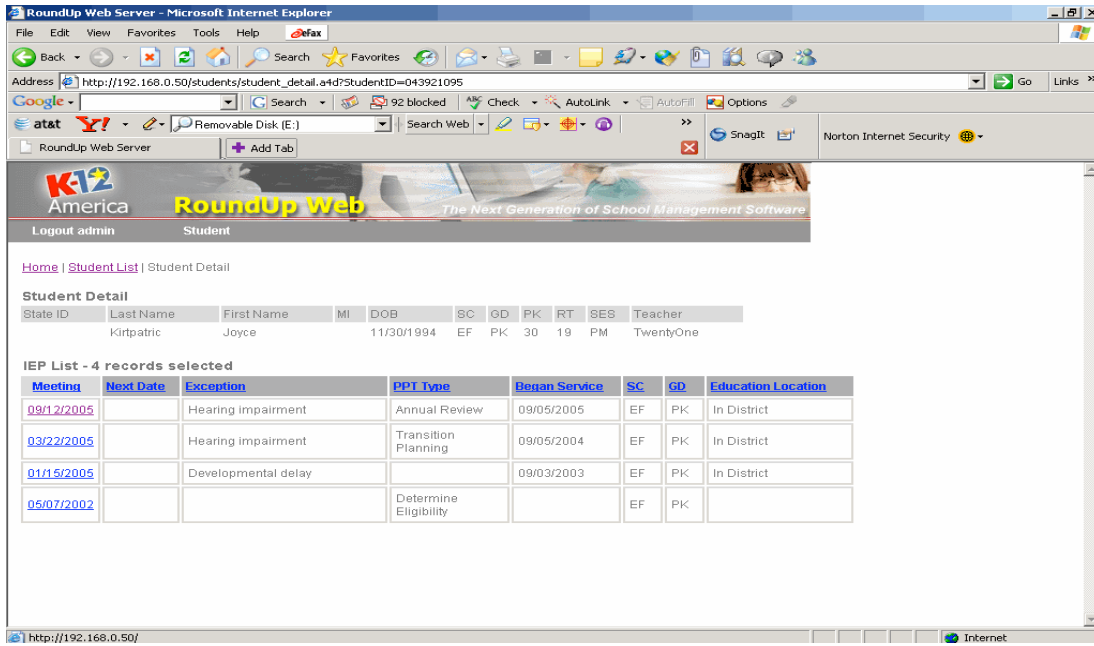 RoundUp Web Server - Microsoft Internet Explorer
File Edit View Favorites Tools Help eFax
Back Search Favorites
Address http://192.168.0.50/students/student_detail.a4d?StudentID=043921095 Go Links »
Google Search 92 blocked ABC Check AutoLink AutoFill Options
at&t Y! Removable Disk (E:) Search Web » SnagIt Norton Internet Security
RoundUp Web Server Add Tab
K-12
America RoundUp Web The Next Generation of School Management Software
Logout admin Student
Home | Student List | Student Detail
Student Detail
State ID Last Name First Name MI DOB SC GD PK RT SES Teacher
Kirtpatric Joyce 11/30/1994 EF PK 30 19 PM TwentyOne
IEP List - 4 records selected
Meeting Next Date Exception PPT Type Began Service SC GD Education Location
09/12/2005 Hearing impairment Annual Review 09/05/2005 EF PK In District
03/22/2005 Hearing impairment Transition Planning 09/05/2004 EF PK In District
01/15/2005 Developmental delay 09/03/2003 EF PK In District
05/07/2002 Determine Eligibility EF PK
http://192.168.0.50/ Internet